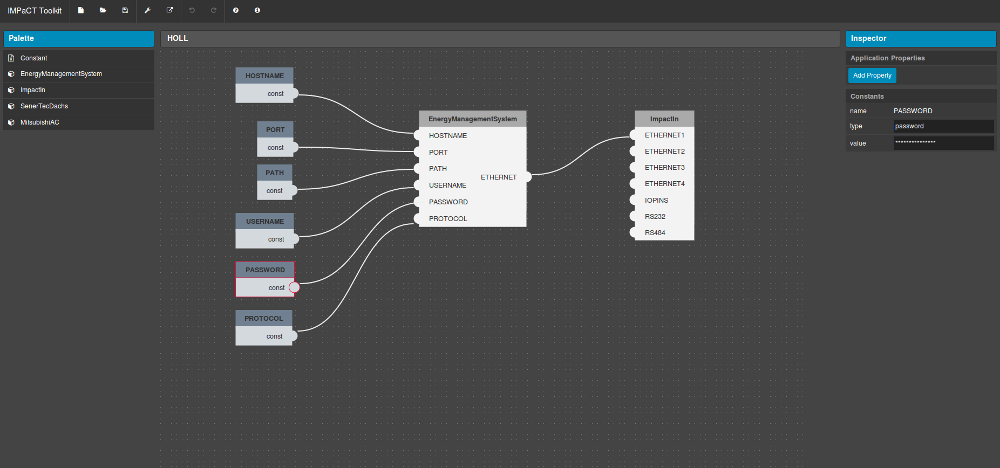 IMPaCT Toolkit
Palette
Constant
EnergyManagementSystem
ImpactIn
SenerTecDachs
MitsubishiAC
HOLL
HOSTNAME
const
PORT
const
PATH
const
USERNAME
const
PASSWORD
const
PROTOCOL
const
EnergyManagementSystem
HOSTNAME
PORT
PATH
ETHERNET
USERNAME
PASSWORD
PROTOCOL
ImpactIn
ETHERNET1
ETHERNET2
ETHERNET3
ETHERNET4
IOPINS
RS232
RS484
Inspector
Application Properties
Add Property
Constants
name PASSWORD
type password
value ***************